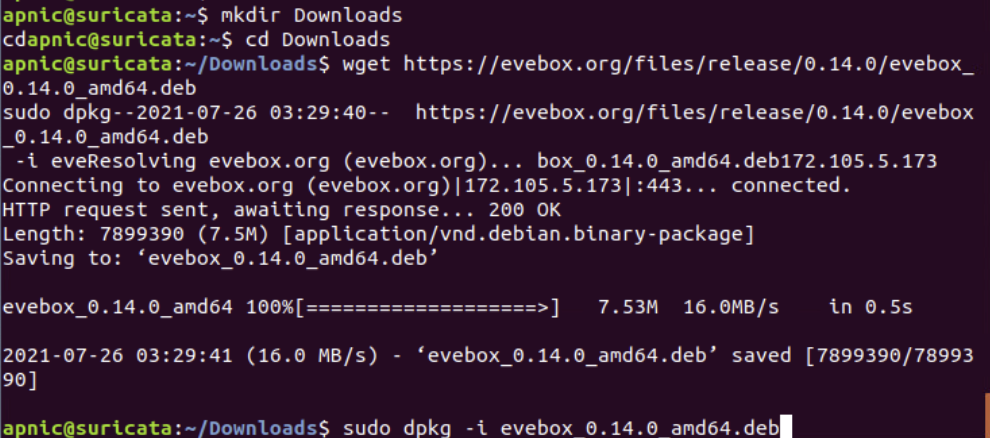 apnic@suricata:~$ mkdir Downloads
cdapnic@suricata:~$ cd Downloads
apnic@suricata:~/Downloads$ wget https://evebox.org/files/release/0.14.0/evebox_
0.14.0_amd64.deb
sudo dpkg--2021-07-26 03:29:40--  https://evebox.org/files/release/0.14.0/evebox
_0.14.0_amd64.deb
 -i eveResolving evebox.org (evebox.org)... box_0.14.0_amd64.deb172.105.5.173
Connecting to evebox.org (evebox.org)|172.105.5.173|:443... connected.
HTTP request sent, awaiting response... 200 OK
Length: 7899390 (7.5M) [application/vnd.debian.binary-package]
Saving to: ‘evebox_0.14.0_amd64.deb’

evebox_0.14.0_amd64 100%[===================>]   7.53M  16.0MB/s    in 0.5s

2021-07-26 03:29:41 (16.0 MB/s) - ‘evebox_0.14.0_amd64.deb’ saved [7899390/78993
90]

apnic@suricata:~/Downloads$ sudo dpkg -i evebox_0.14.0_amd64.deb